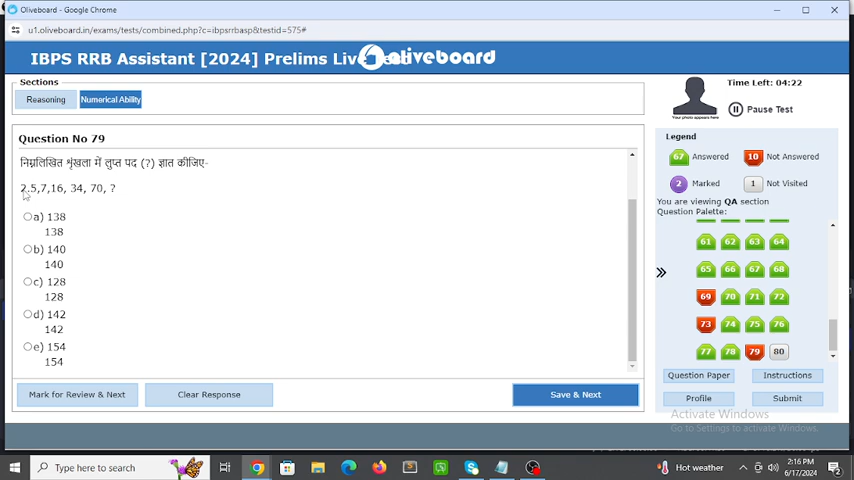 Oliveboard - Google Chrome
u1.oliveboard.in/exams/tests/combined.php?c=ibpsrrbasp&testid=575#
IBPS RRB Assistant [2024] Prelims Live
oliveboard
Sections
Reasoning
Numerical Ability
Time Left: 04:22
Pause Test
Your photo appears here
Question No 79
Legend
67 Answered
10 Not Answered
2 Marked
1 Not Visited
You are viewing QA section
Question Palette:
निम्नलिखित शृंखला में लुप्त पद (?) ज्ञात कीजिए-
2.5,7,16, 34, 70, ?
a) 138
138
b) 140
140
c) 128
128
d) 142
142
e) 154
154
61 62 63 64
65 66 67 68
69 70 71 72
73 74 75 76
77 78 79 80
Mark for Review & Next
Clear Response
Save & Next
Question Paper
Instructions
Profile
Submit
Activate Windows
Go to Settings to activate Windows.
Type here to search
Hot weather
2:16 PM
6/17/2024
2